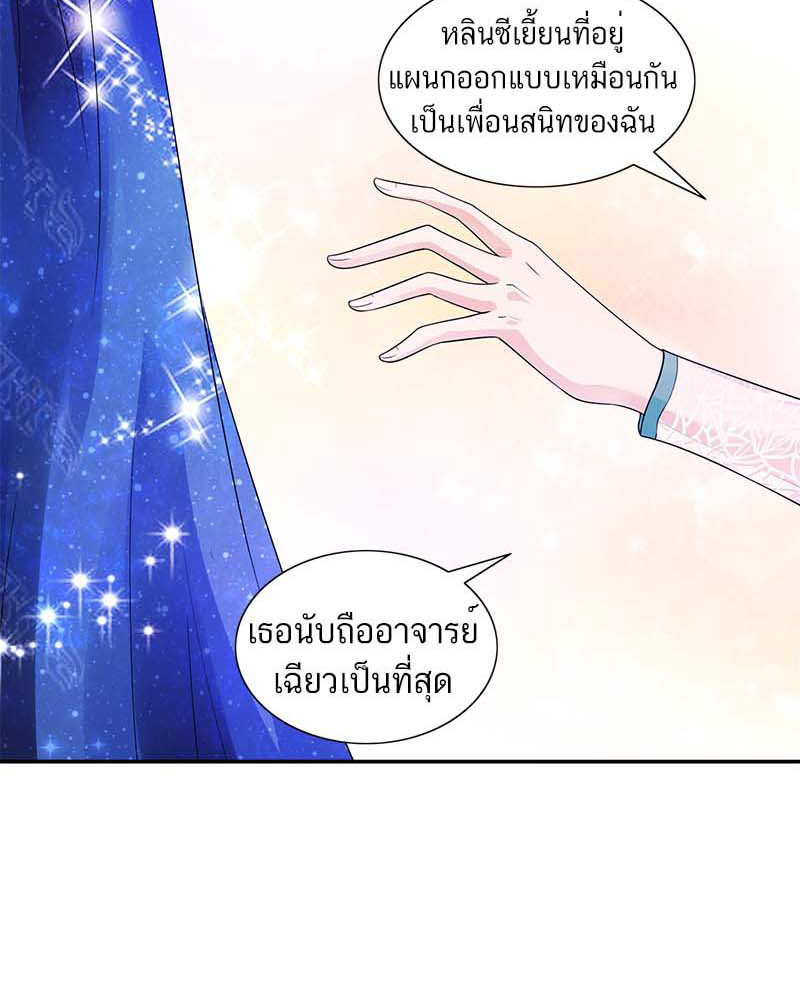 หลินซีเยี้ยนที่อยู่
แผนกออกแบบเหมือนกัน
เป็นเพื่อนสนิทของฉัน
เธอนับถืออาจารย์
เฉียวเป็นที่สุด